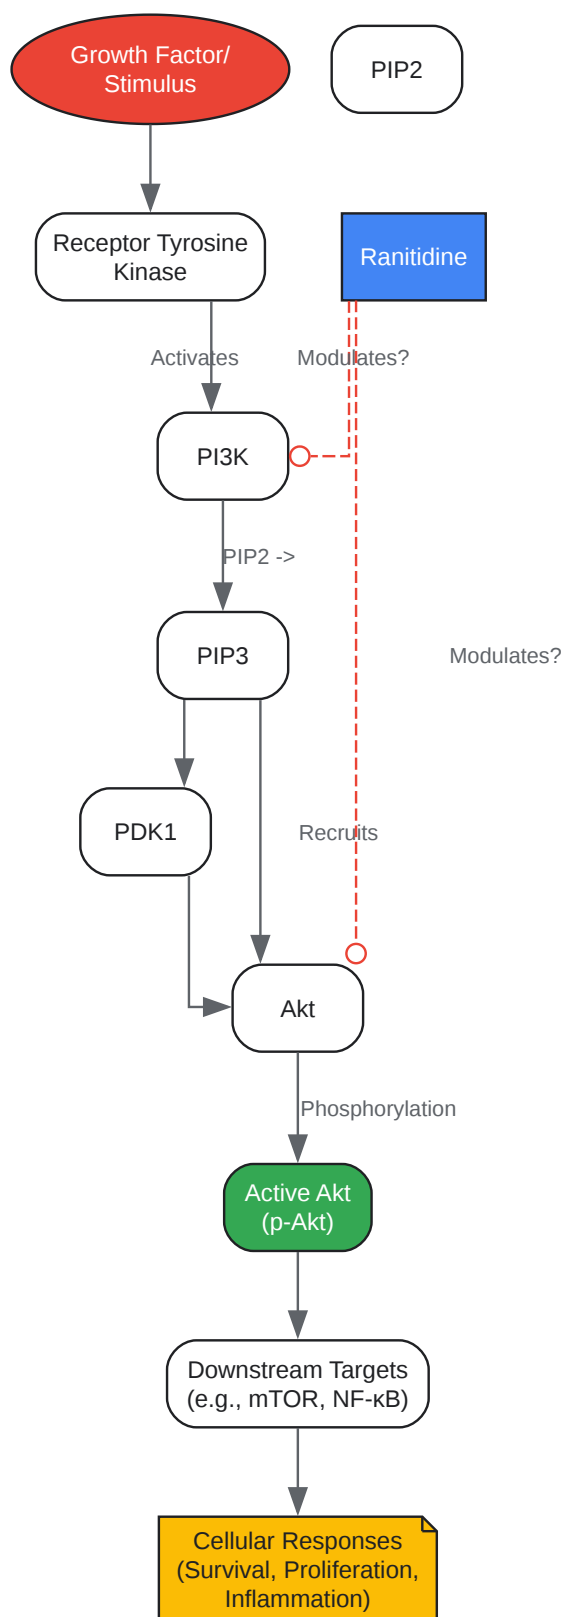 Growth Factor/
Stimulus
PIP2
Receptor Tyrosine
Kinase
Ranitidine
Activates
Modulates?
PI3K
PIP2 ->
PIP3
Modulates?
PDK1
Recruits
Akt
Phosphorylation
Active Akt
(p-Akt)
Downstream Targets
(e.g., mTOR, NF-κB)
Cellular Responses
(Survival, Proliferation,
Inflammation)